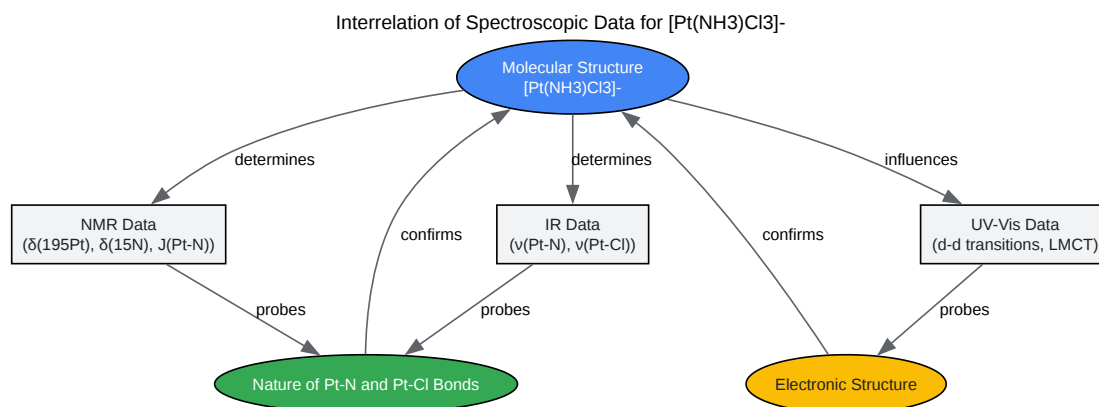 Interrelation of Spectroscopic Data for [Pt(NH3)Cl3]-
Molecular Structure
[Pt(NH3)Cl3]-
determines
determines
influences
NMR Data
(δ(195Pt), δ(15N), J(Pt-N))
confirms
IR Data
(ν(Pt-N), ν(Pt-Cl))
confirms
UV-Vis Data
(d-d transitions, LMCT)
probes
probes
probes
Nature of Pt-N and Pt-Cl Bonds
Electronic Structure